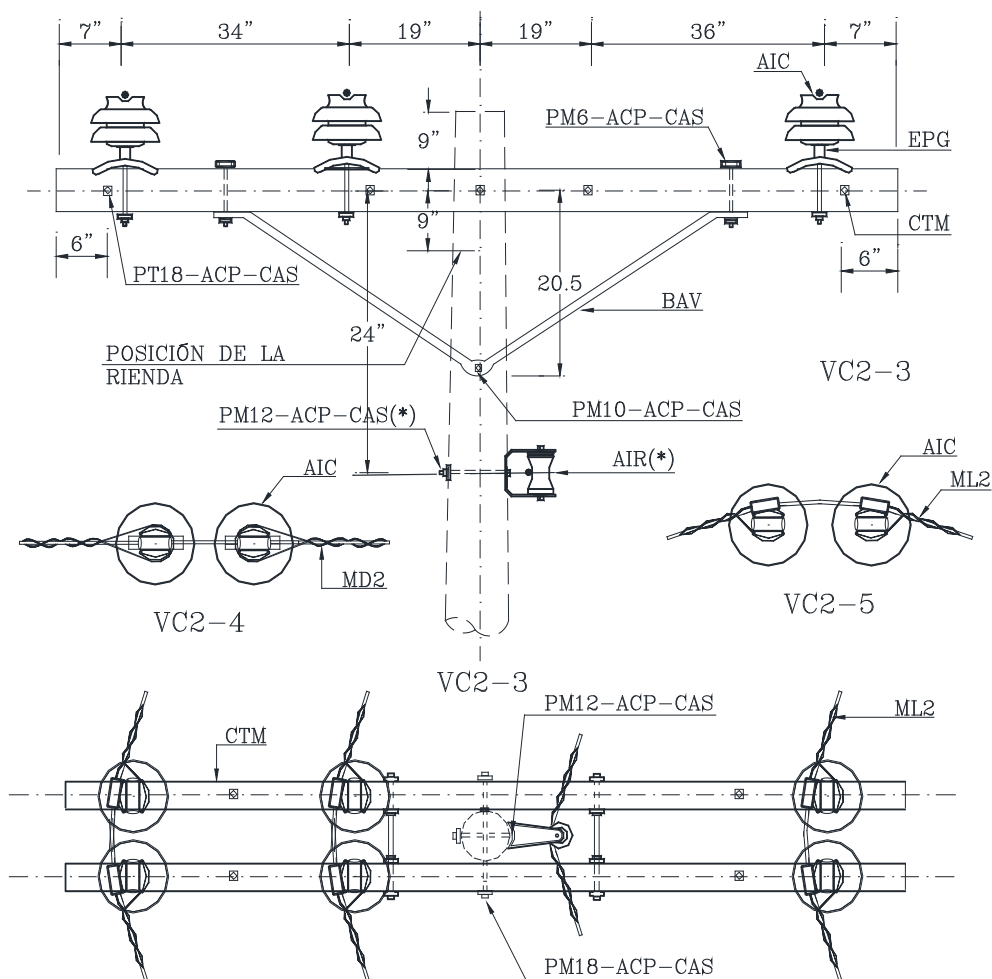 7” 34” 19” 19” 36” 7”
AIC
PM6-ACP-CAS
9”
EPG
9”
CTM
6”
6”
PT18-ACP-CAS
20.5
BAV
24”
POSICIÓN DE LA
RIENDA
VC2-3
PM12-ACP-CAS(*)
PM10-ACP-CAS
AIR(*)
AIC
AIC
ML2
MD2
VC2-4
VC2-5
VC2-3
PM12-ACP-CAS
ML2
CTM
PM18-ACP-CAS